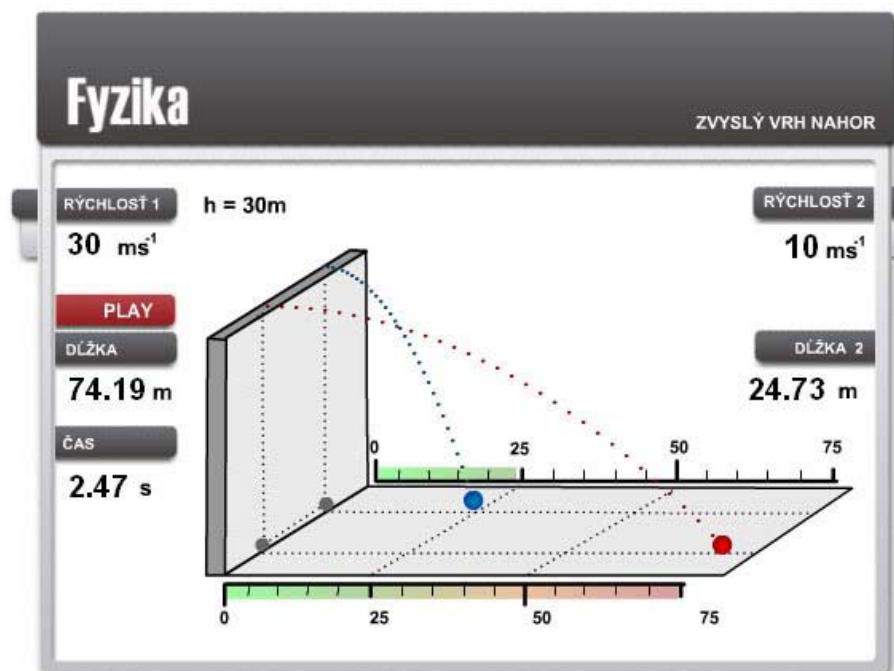 Fyzika
ZVYSLÝ VRH NAHOR
RÝCHLOSŤ 1
30 ms⁻¹
h = 30m
RÝCHLOSŤ 2
10 ms⁻¹
PLAY
DĹŽKA
74.19 m
DĹŽKA 2
24.73 m
ČAS
2.47 s
0 25 50 75
0 25 50 75